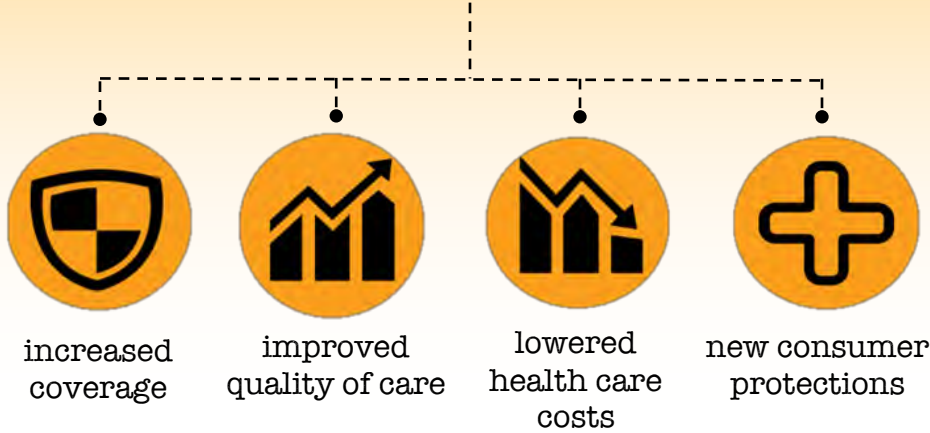 increased
coverage
improved
quality of care
lowered
health care
costs
new consumer
protections